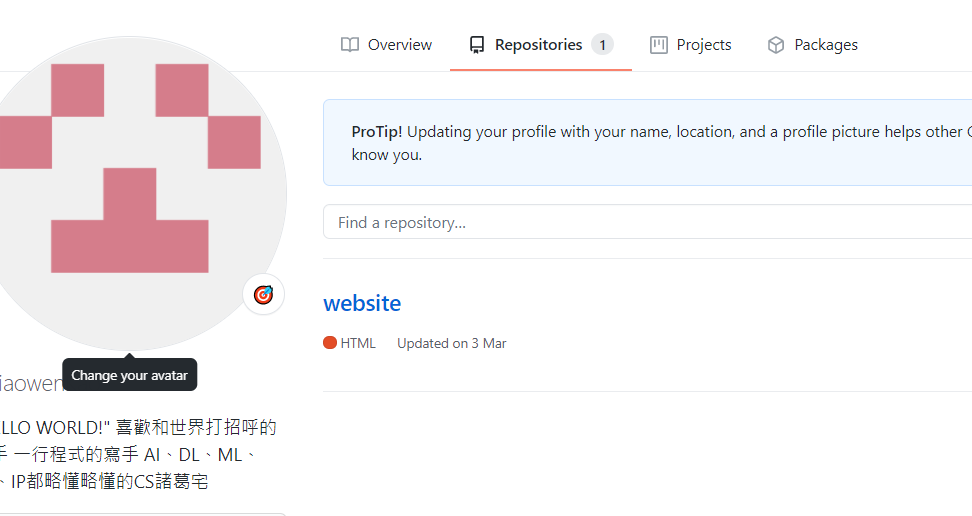 Overview
Repositories 1
Projects
Packages
ProTip! Updating your profile with your name, location, and a profile picture helps other
know you.
Find a repository...
website
HTML Updated on 3 Mar
Change your avatar
WORLD!" 喜歡和世界打招呼的
手 一行程式的寫手 AI、DL、ML、
、IP都略懂略懂的CS諸葛宅